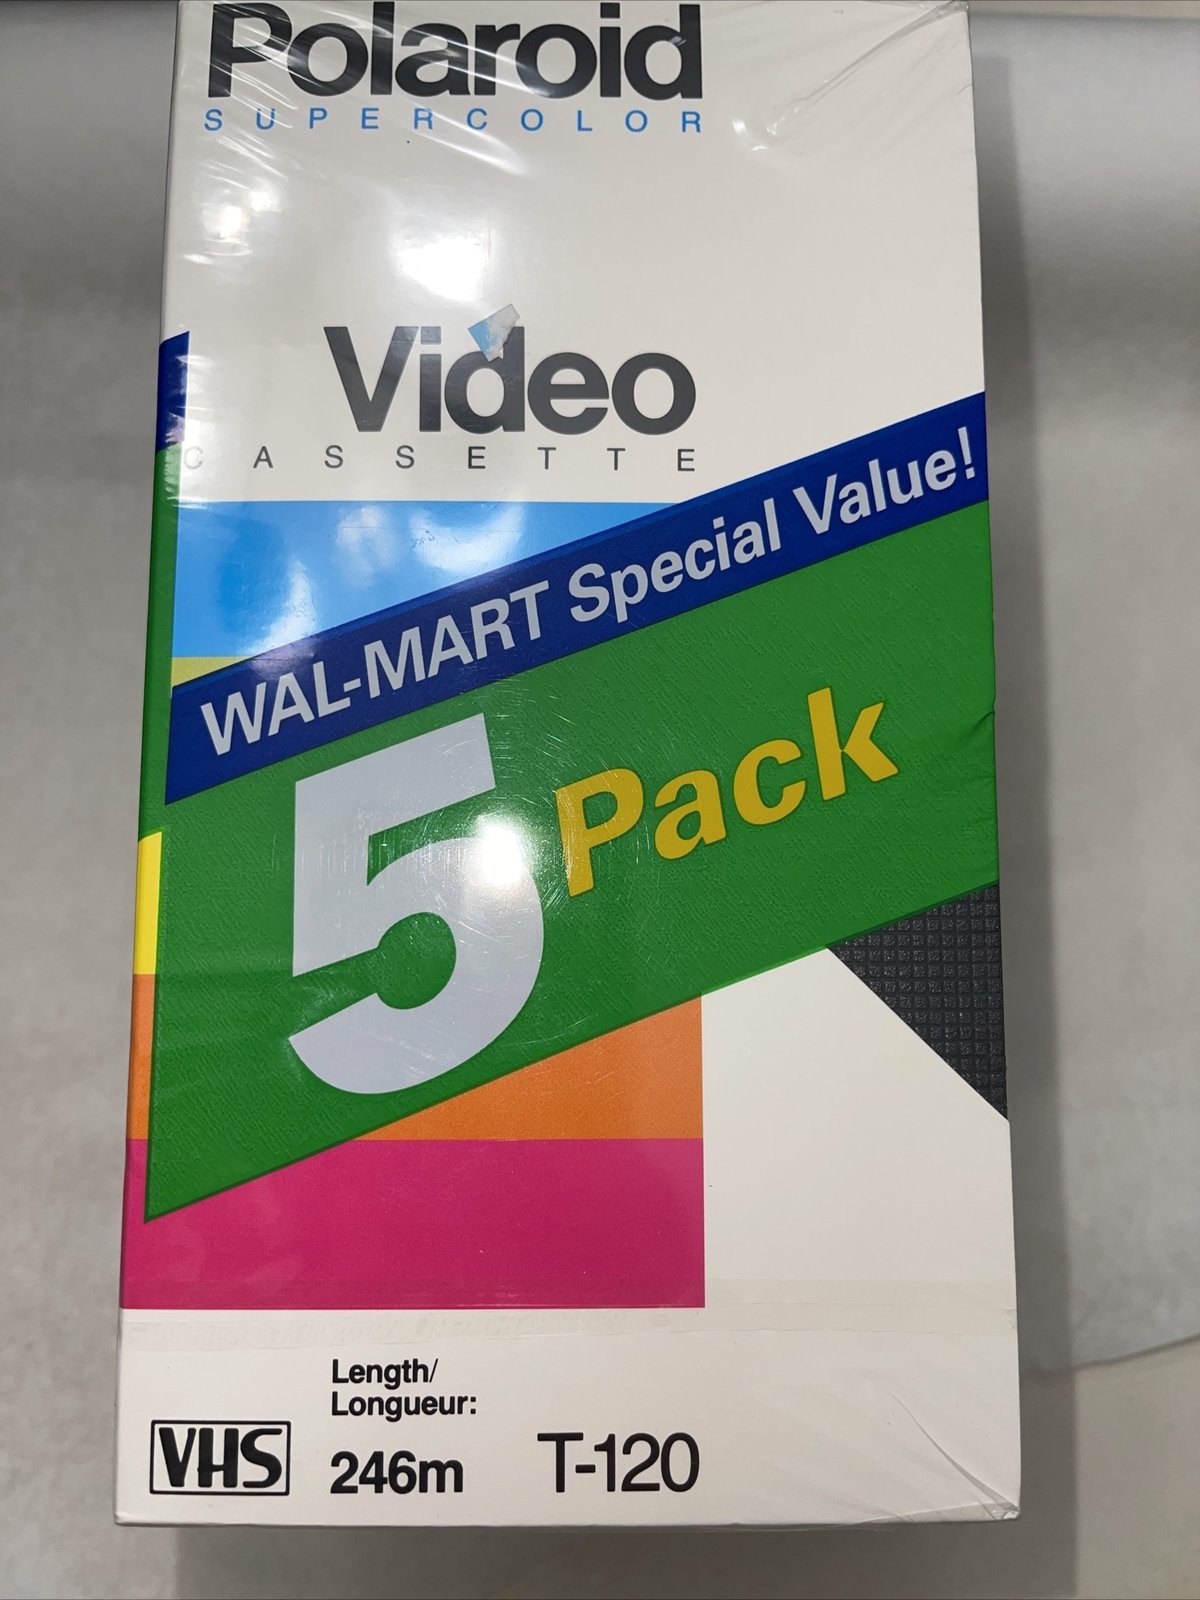 Polaroid
SUPERCOLOR
Video
CASSETTE
WAL-MART Special Value!
5 Pack
Length/
Longueur:
VHS 246m T-120